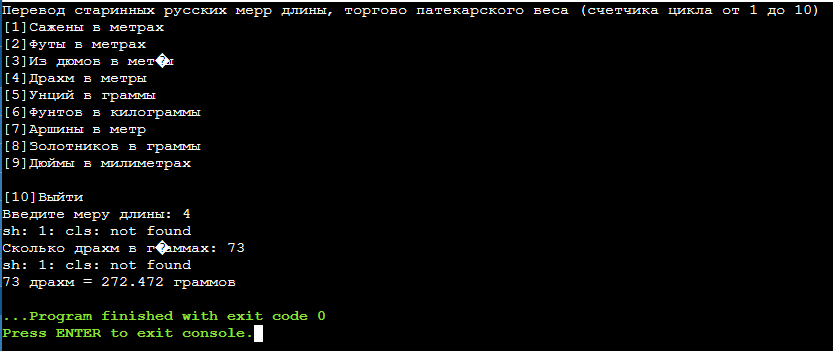 Перевод старинных русских мерр длины, торгово патекарского веса (счетчика цикла от 1 до 10)
[1]Сажены в метрах
[2]Футы в метрах
[3]Из дюмов в мет�ы
[4]Драхм в метры
[5]Унций в граммы
[6]Фунтов в килограммы
[7]Аршины в метр
[8]Золотников в граммы
[9]Дюймы в милиметрах
[10]Выйти
Введите меру длины: 4
sh: 1: cls: not found
Сколько драхм в г�аммах: 73
sh: 1: cls: not found
73 драхм = 272.472 граммов
...Program finished with exit code 0
Press ENTER to exit console.